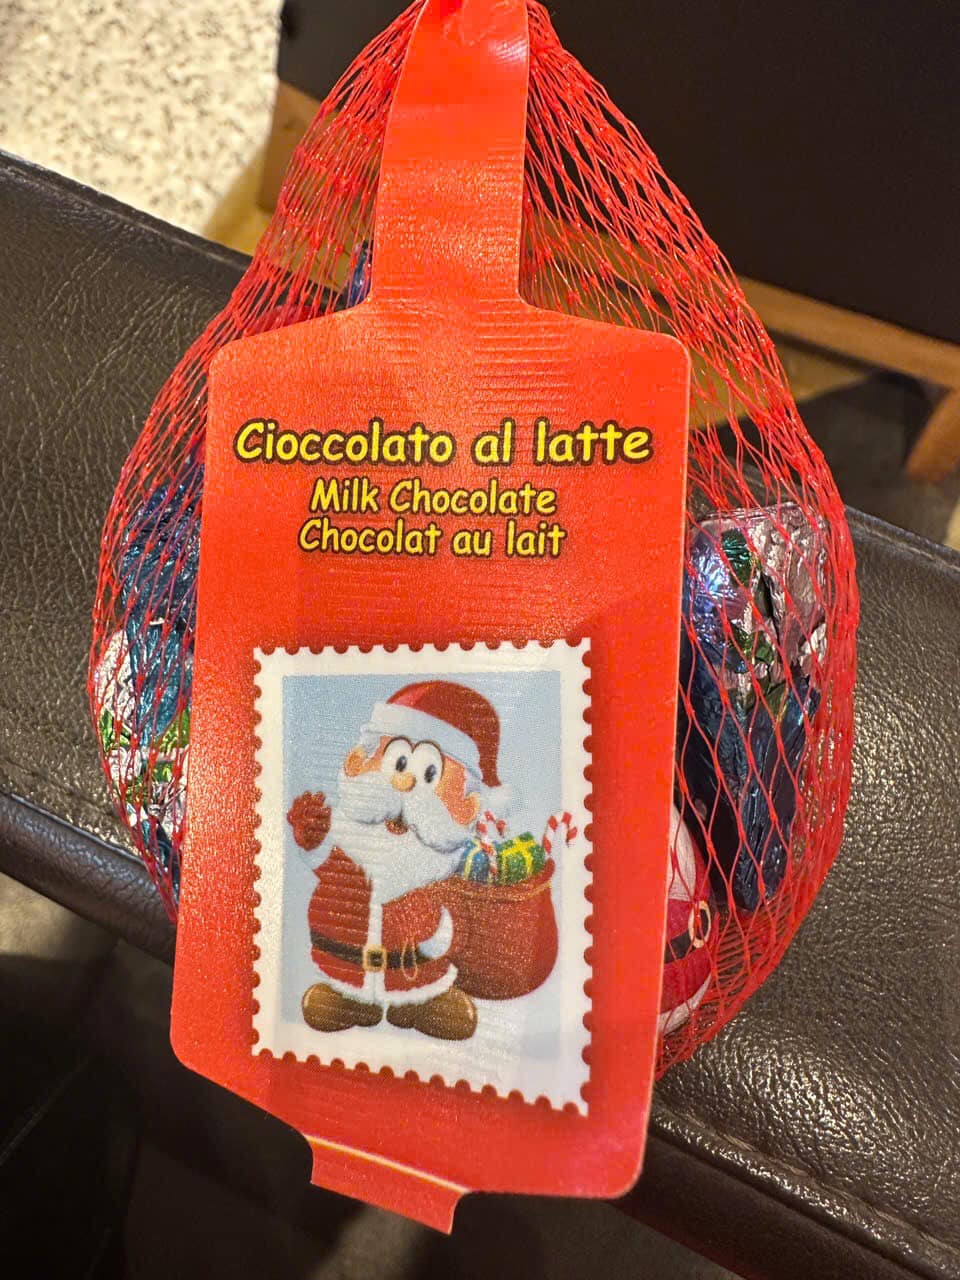 Cioccolato al latte
Milk Chocolate
Chocolat au lait